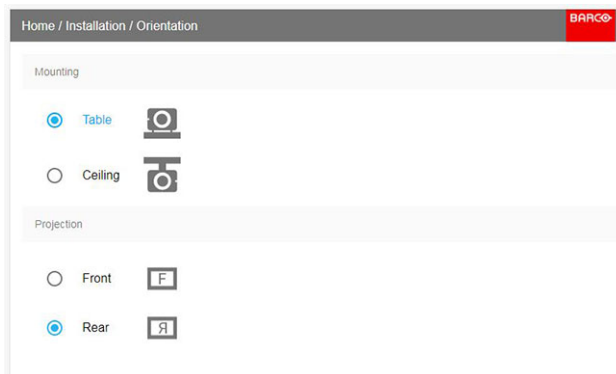 Home / Installation / Orientation
BARCO
Mounting
Table
Ceiling
Projection
Front
F
Rear
Я